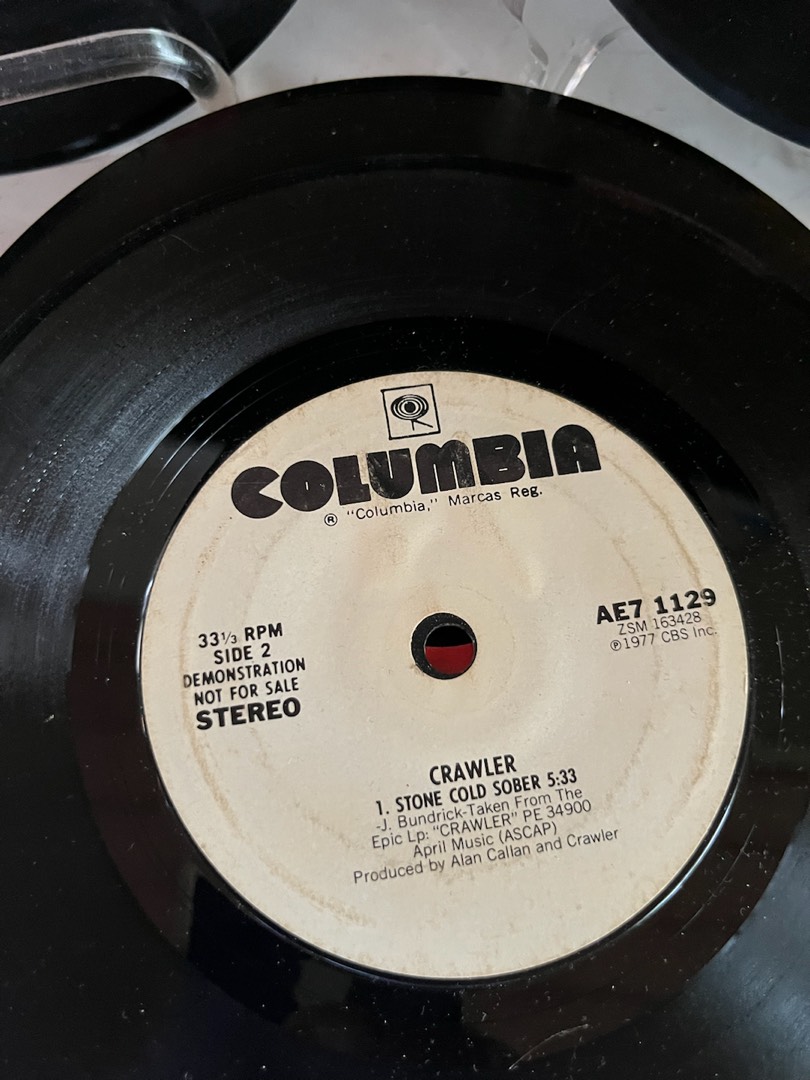 COLUMBIA
® "Columbia," Marcas Reg.
33⅓ RPM
SIDE 2
DEMONSTRATION
NOT FOR SALE
STEREO
AE7 1129
ZSM 163428
℗1977 CBS Inc.
CRAWLER
1. STONE COLD SOBER 5:33
-J. Bundrick-Taken From The
Epic Lp: "CRAWLER" PE 34900
April Music (ASCAP)
Produced by Alan Callan and Crawler